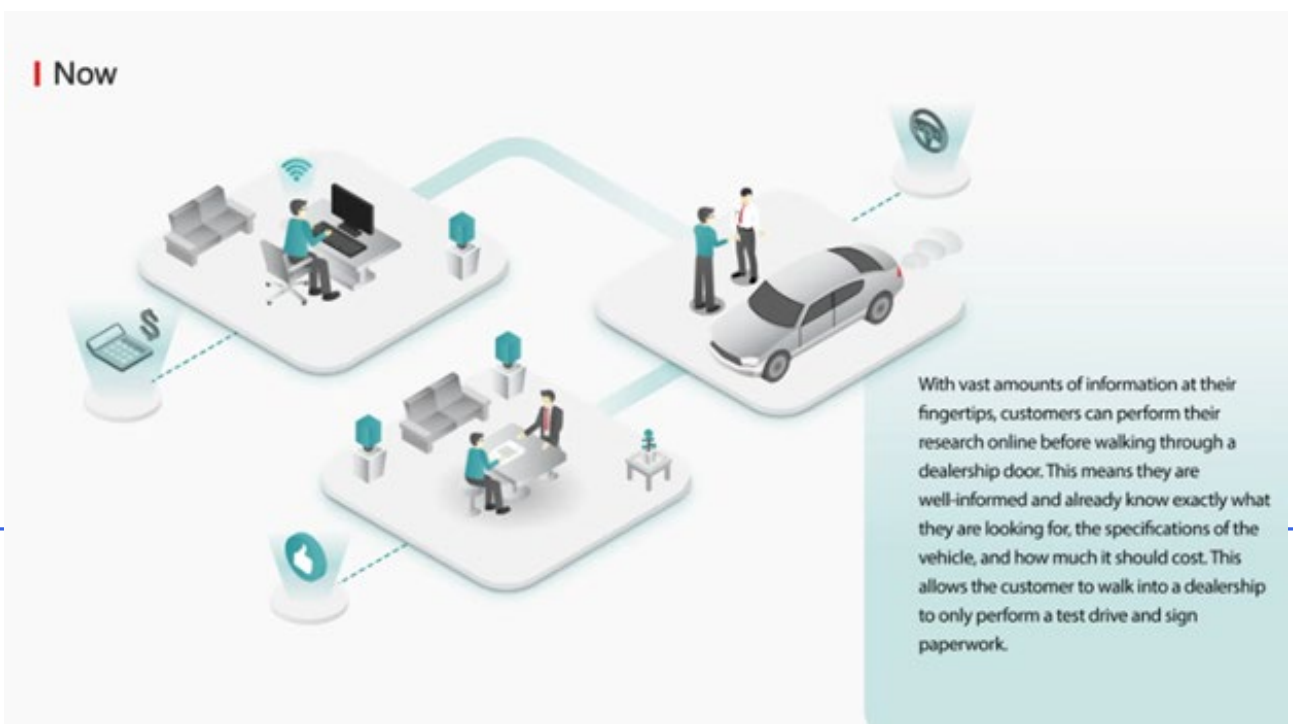 Now
With vast amounts of information at their
fingertips, customers can perform their
research online before walking through a
dealership door. This means they are
well-informed and already know exactly what
they are looking for, the specifications of the
vehicle, and how much it should cost. This
allows the customer to walk into a dealership
to only perform a test drive and sign
paperwork.